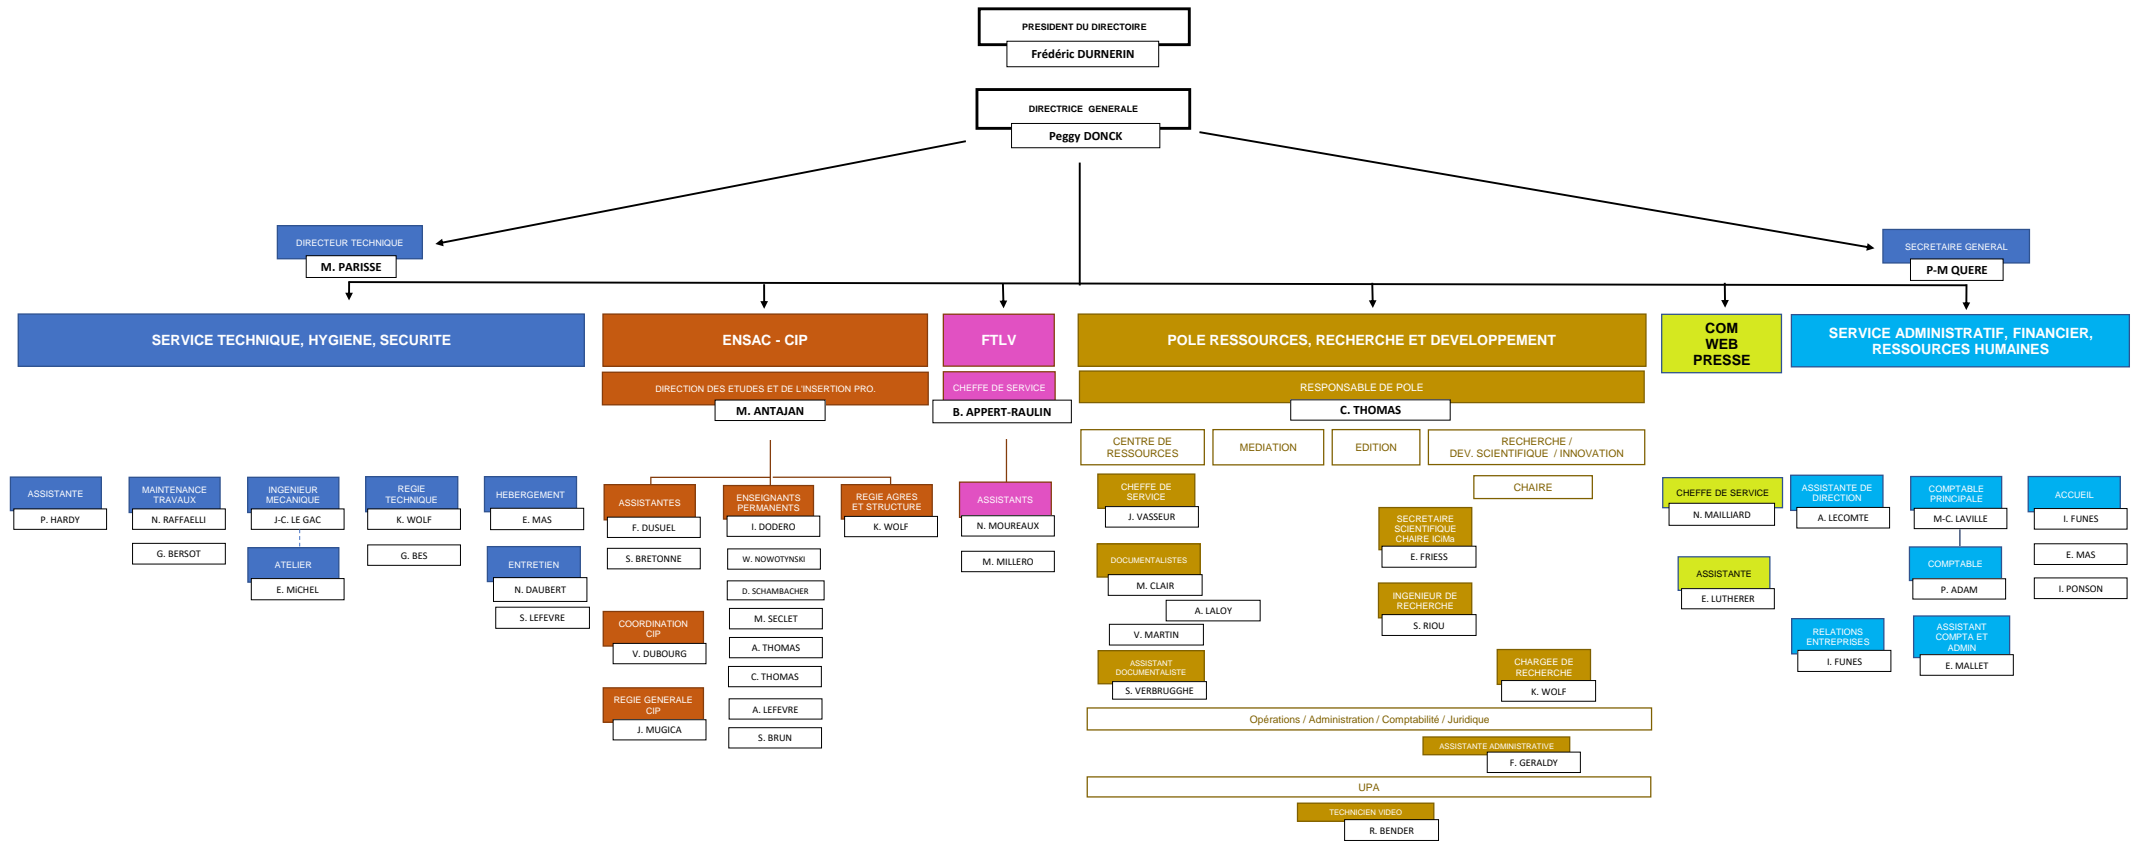 PRESIDENT DU DIRECTOIRE
Frédéric DURNERIN
DIRECTRICE GENERALE
Peggy DONCK
DIRECTEUR TECHNIQUE
M. PARISSE
SECRETAIRE GENERAL
P-M QUERE
SERVICE TECHNIQUE, HYGIENE, SECURITE
ASSISTANTE
P. HARDY
MAINTENANCE
TRAVAUX
N. RAFFAELLI
G. BERSOT
INGENIEUR
MECANIQUE
J-C. LE GAC
ATELIER
E. MiCHEL
REGIE
TECHNIQUE
K. WOLF
G. BES
HEBERGEMENT
E. MAS
ENTRETIEN
N. DAUBERT
S. LEFEVRE
ENSAC - CIP
DIRECTION DES ETUDES ET DE L'INSERTION PRO.
M. ANTAJAN
ASSISTANTES
F. DUSUEL
S. BRETONNE
COORDINATION
CIP
V. DUBOURG
REGIE GENERALE
CIP
J. MUGICA
ENSEIGNANTS
PERMANENTS
I. DODERO
W. NOWOTYNSKI
D. SCHAMBACHER
M. SECLET
A. THOMAS
C. THOMAS
A. LEFEVRE
S. BRUN
REGIE AGRES
ET STRUCTURE
K. WOLF
FTLV
CHEFFE DE SERVICE
B. APPERT-RAULIN
ASSISTANTS
N. MOUREAUX
M. MILLERO
POLE RESSOURCES, RECHERCHE ET DEVELOPPEMENT
RESPONSABLE DE POLE
C. THOMAS
CENTRE DE
RESSOURCES
MEDIATION
EDITION
RECHERCHE /
DEV. SCIENTIFIQUE / INNOVATION
CHEFFE DE
SERVICE
J. VASSEUR
DOCUMENTALISTES
M. CLAIR
A. LALOY
V. MARTIN
ASSISTANT
DOCUMENTALISTE
S. VERBRUGGHE
CHAIRE
SECRETAIRE
SCIENTIFIQUE
CHAIRE ICiMa
E. FRIESS
INGENIEUR DE
RECHERCHE
S. RIOU
CHARGEE DE
RECHERCHE
K. WOLF
Opérations / Administration / Comptabilité / Juridique
ASSISTANTE ADMINISTRATIVE
F. GERALDY
UPA
TECHNICIEN VIDEO
R. BENDER
COM
WEB
PRESSE
CHEFFE DE SERVICE
N. MAILLIARD
ASSISTANTE
E. LUTHERER
SERVICE ADMINISTRATIF, FINANCIER,
RESSOURCES HUMAINES
ASSISTANTE DE
DIRECTION
A. LECOMTE
RELATIONS
ENTREPRISES
I. FUNES
COMPTABLE
PRINCIPALE
M-C. LAVILLE
COMPTABLE
P. ADAM
ASSISTANT
COMPTA ET
ADMIN
E. MALLET
ACCUEIL
I. FUNES
E. MAS
I. PONSON